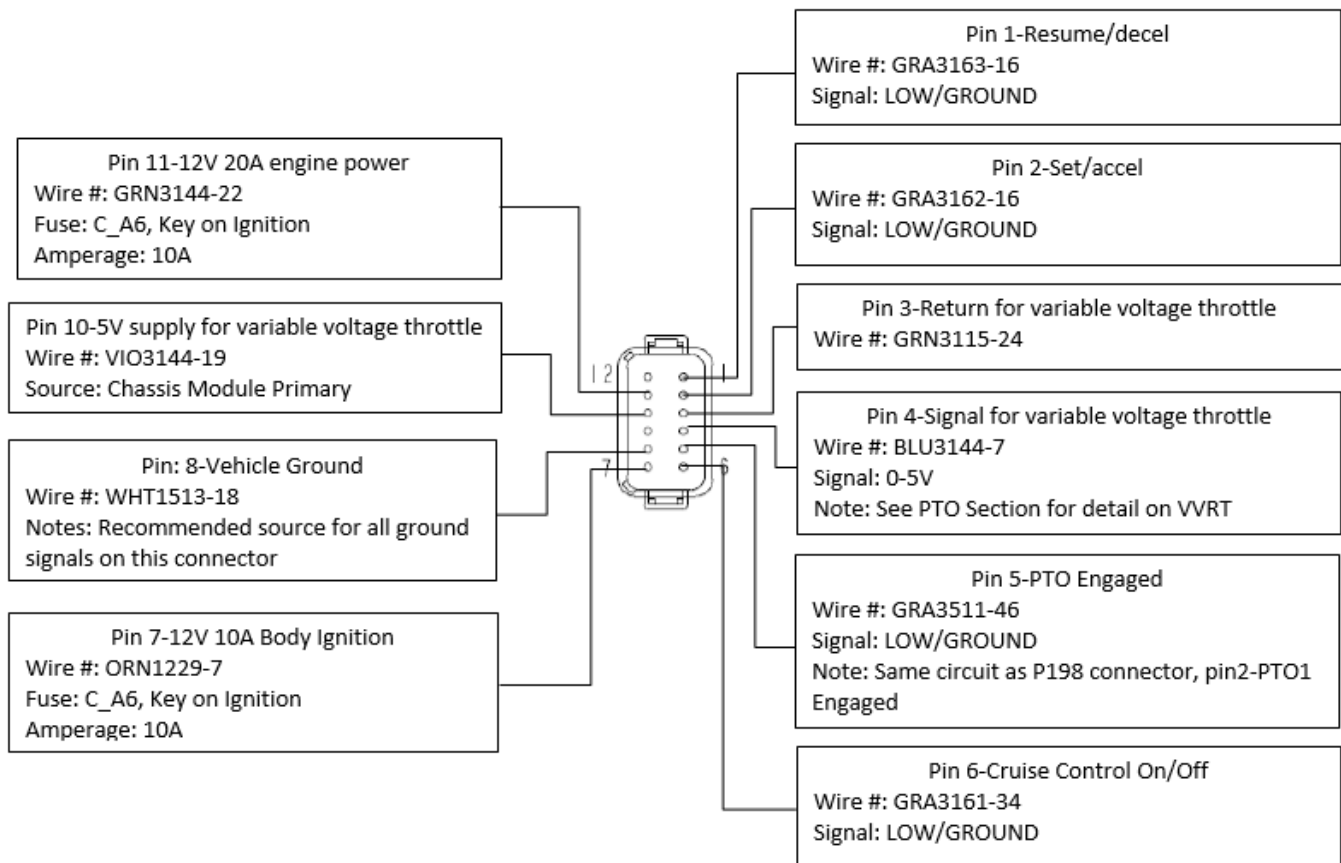 Pin 1-Resume/decel
Wire #: GRA3163-16
Signal: LOW/GROUND
Pin 11-12V 20A engine power
Wire #: GRN3144-22
Fuse: C_A6, Key on Ignition
Amperage: 10A
Pin 2-Set/accel
Wire #: GRA3162-16
Signal: LOW/GROUND
Pin 10-5V supply for variable voltage throttle
Wire #: VIO3144-19
Source: Chassis Module Primary
Pin 3-Return for variable voltage throttle
Wire #: GRN3115-24
12
1
7
6
Pin 4-Signal for variable voltage throttle
Wire #: BLU3144-7
Signal: 0-5V
Note: See PTO Section for detail on VVRT
Pin: 8-Vehicle Ground
Wire #: WHT1513-18
Notes: Recommended source for all ground
signals on this connector
Pin 5-PTO Engaged
Wire #: GRA3511-46
Signal: LOW/GROUND
Note: Same circuit as P198 connector, pin2-PTO1
Engaged
Pin 7-12V 10A Body Ignition
Wire #: ORN1229-7
Fuse: C_A6, Key on Ignition
Amperage: 10A
Pin 6-Cruise Control On/Off
Wire #: GRA3161-34
Signal: LOW/GROUND